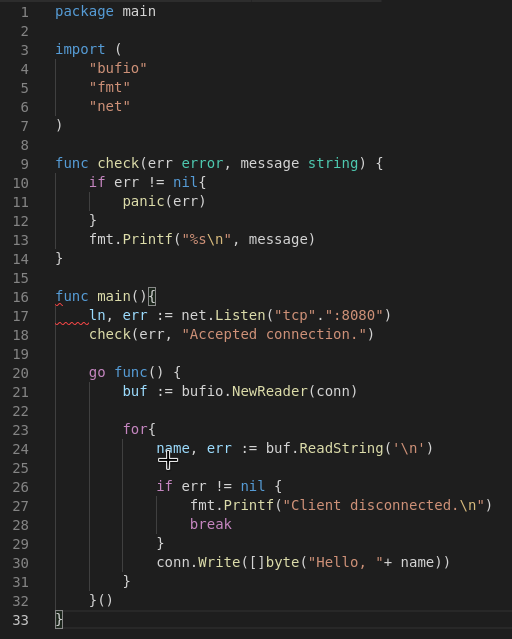 1 package main
2
3 import (
4     "bufio"
5     "fmt"
6     "net"
7 )
8
9 func check(err error, message string) {
10     if err != nil{
11         panic(err)
12     }
13     fmt.Printf("%s\n", message)
14 }
15
16 func main(){
17     ln, err := net.Listen("tcp".":8080")
18     check(err, "Accepted connection.")
19
20     go func() {
21         buf := bufio.NewReader(conn)
22
23         for{
24             name, err := buf.ReadString('\n')
25
26             if err != nil {
27                 fmt.Printf("Client disconnected.\n")
28                 break
29             }
30             conn.Write([]byte("Hello, "+ name))
31         }
32     }()
33 }